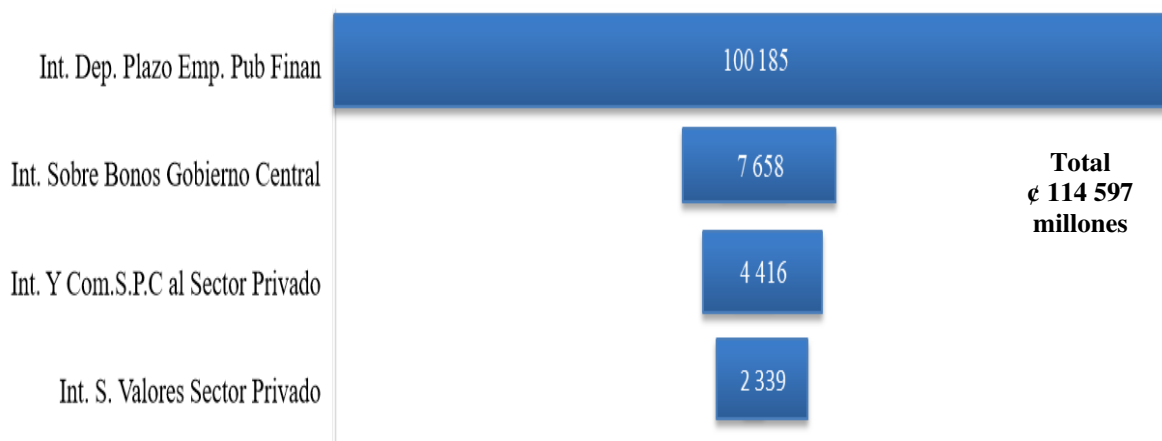 Int. Dep. Plazo Emp. Pub Finan
100 185
Int. Sobre Bonos Gobierno Central
7 658
Total
¢ 114 597
millones
Int. Y Com.S.P.C al Sector Privado
4 416
Int. S. Valores Sector Privado
2 339